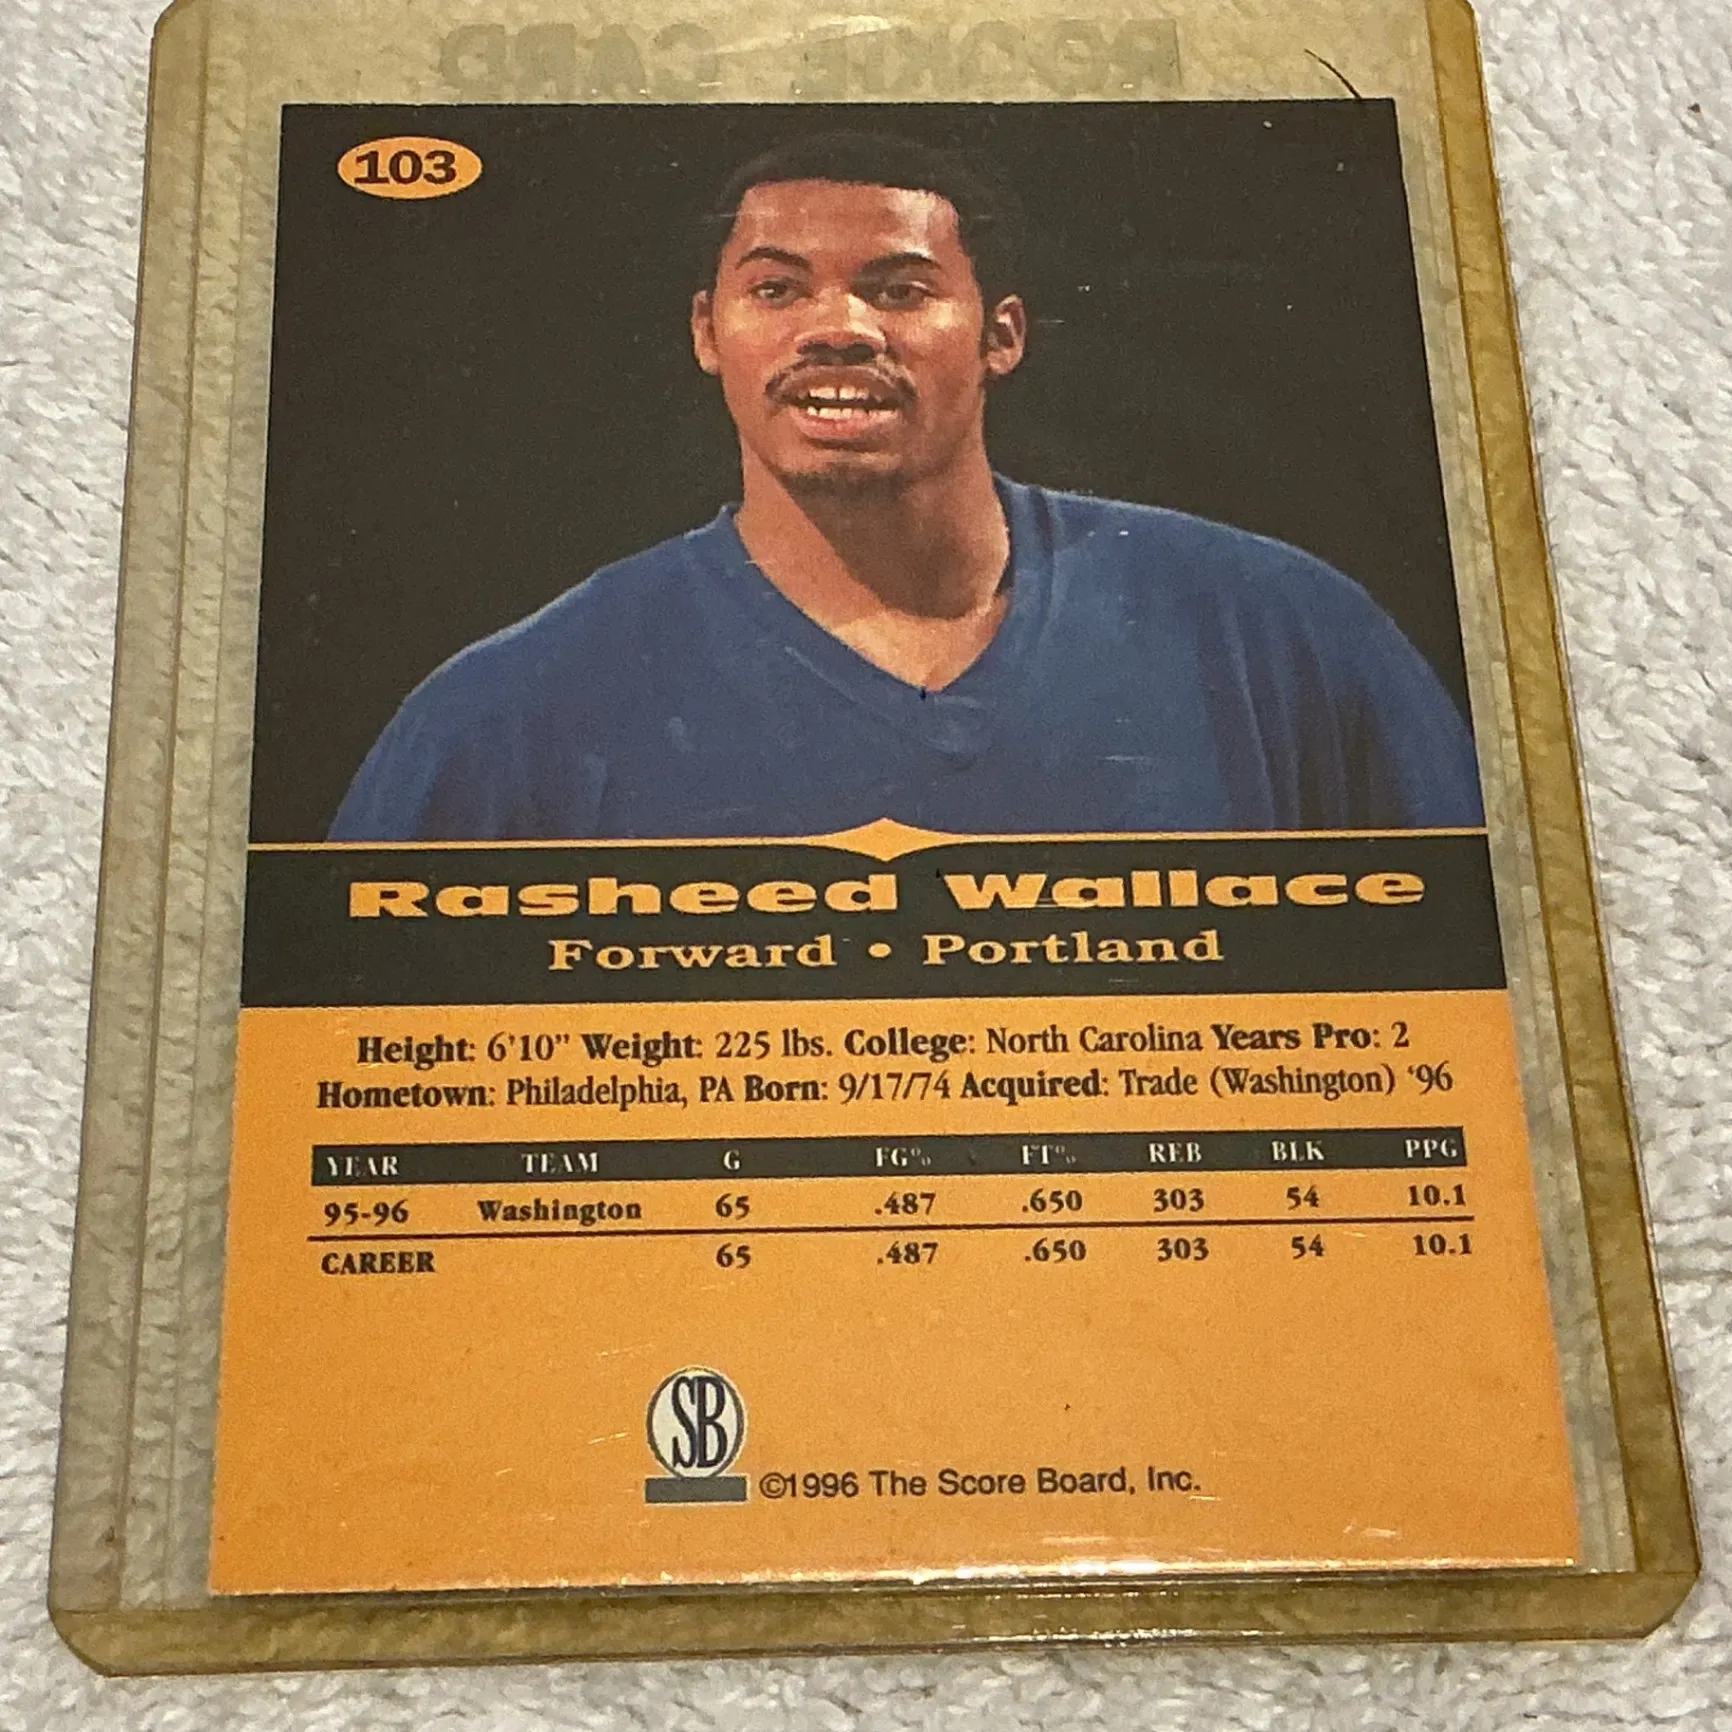 ROOKIE CARD
103
Rasheed Wallace
Forward • Portland
Height: 6'10" Weight: 225 lbs. College: North Carolina Years Pro: 2
Hometown: Philadelphia, PA Born: 9/17/74 Acquired: Trade (Washington) '96
YEAR TEAM G FG% FT% REB BLK PPG
95-96 Washington 65 .487 .650 303 54 10.1
CAREER 65 .487 .650 303 54 10.1
SB
©1996 The Score Board, Inc.